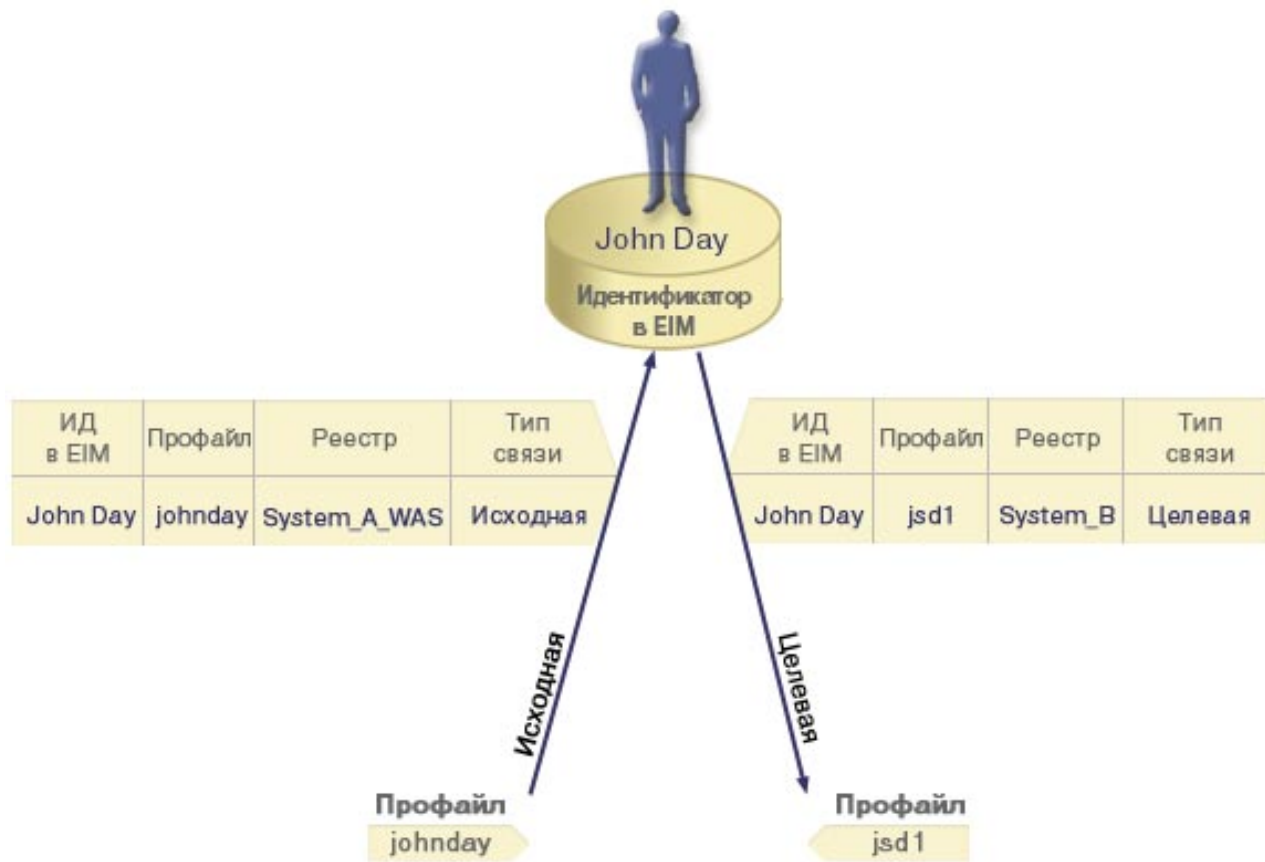 John Day
Идентификатор
в EIM
ИД
в EIM
Профайл
Реестр
Тип
связи
John Day
johnday
System_A_WAS
Исходная
ИД
в EIM
Профайл
Реестр
Тип
связи
John Day
jsd1
System_B
Целевая
Исходная
Целевая
Профайл
johnday
Профайл
jsd1